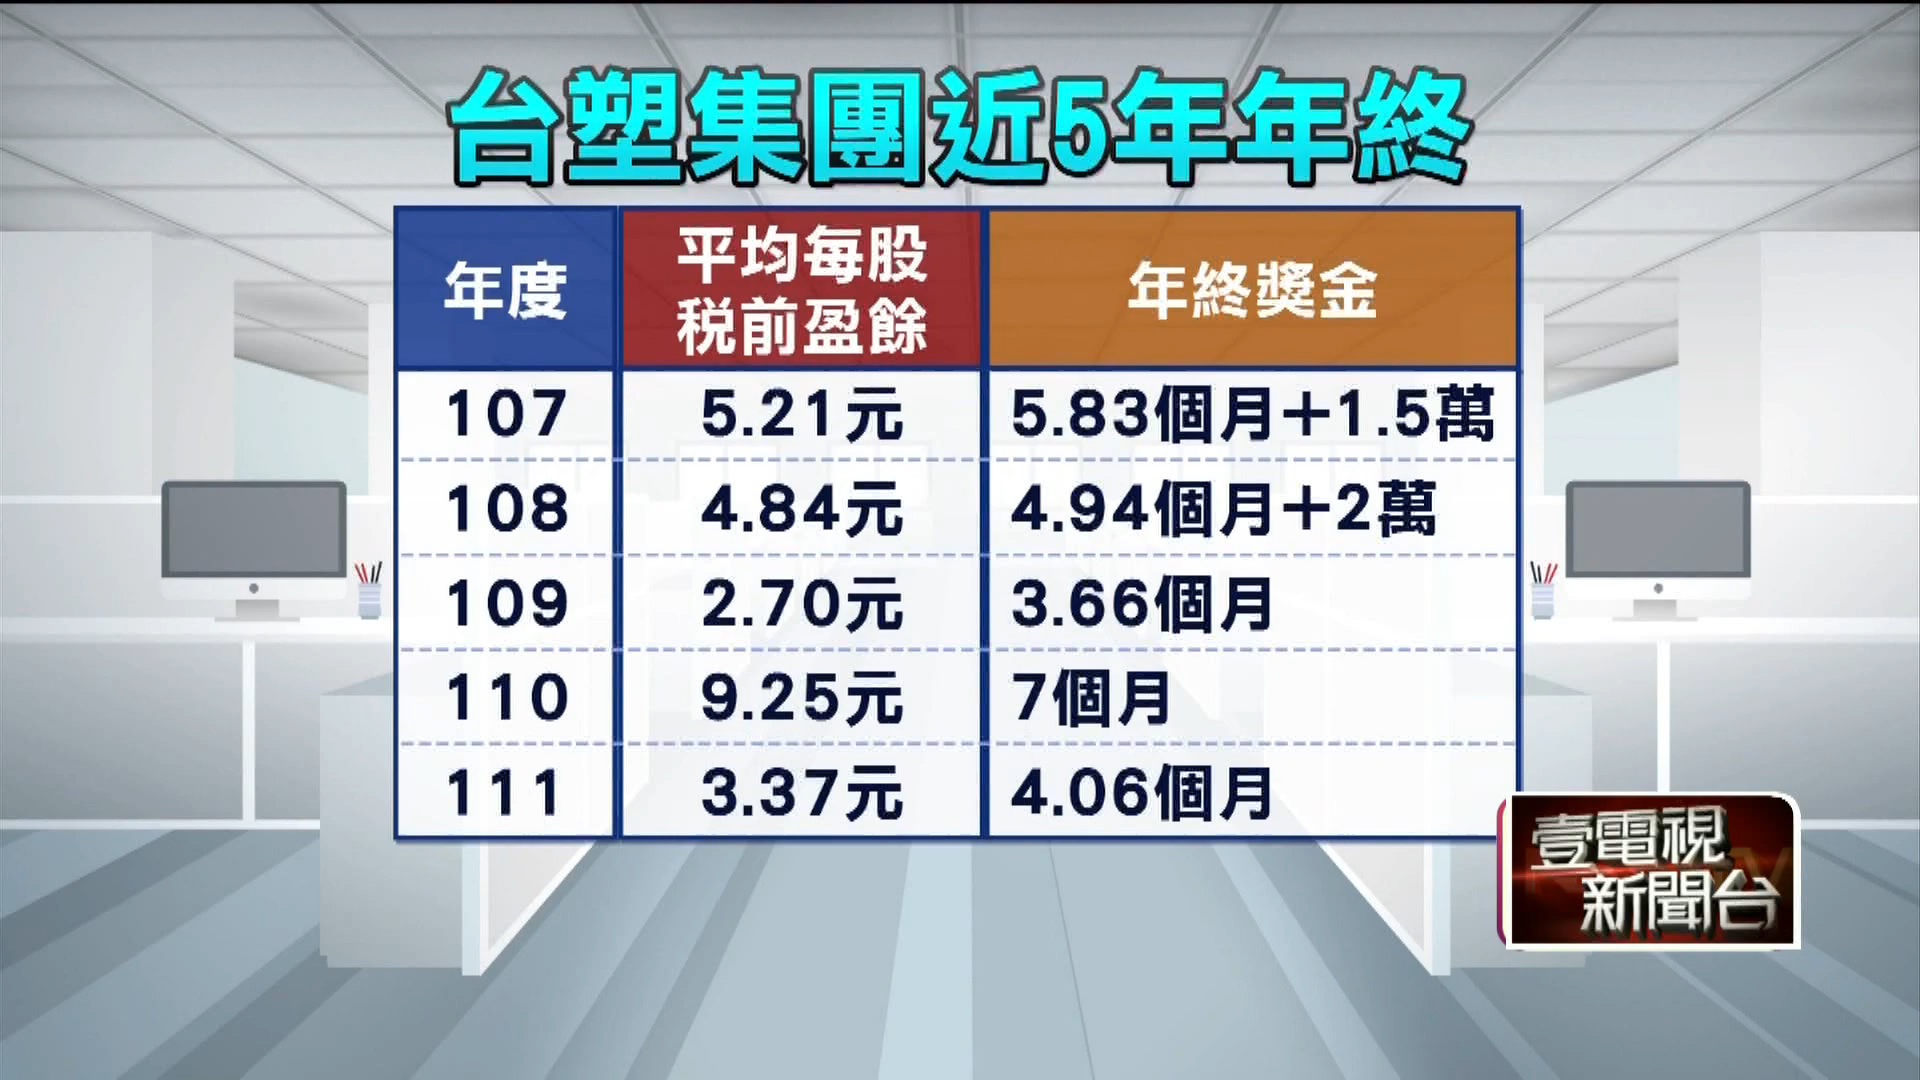 台塑集團近5年年終
年度 平均每股稅前盈餘 年終獎金
107 5.21元 5.83個月+1.5萬
108 4.84元 4.94個月+2萬
109 2.70元 3.66個月
110 9.25元 7個月
111 3.37元 4.06個月
壹電視
新聞台